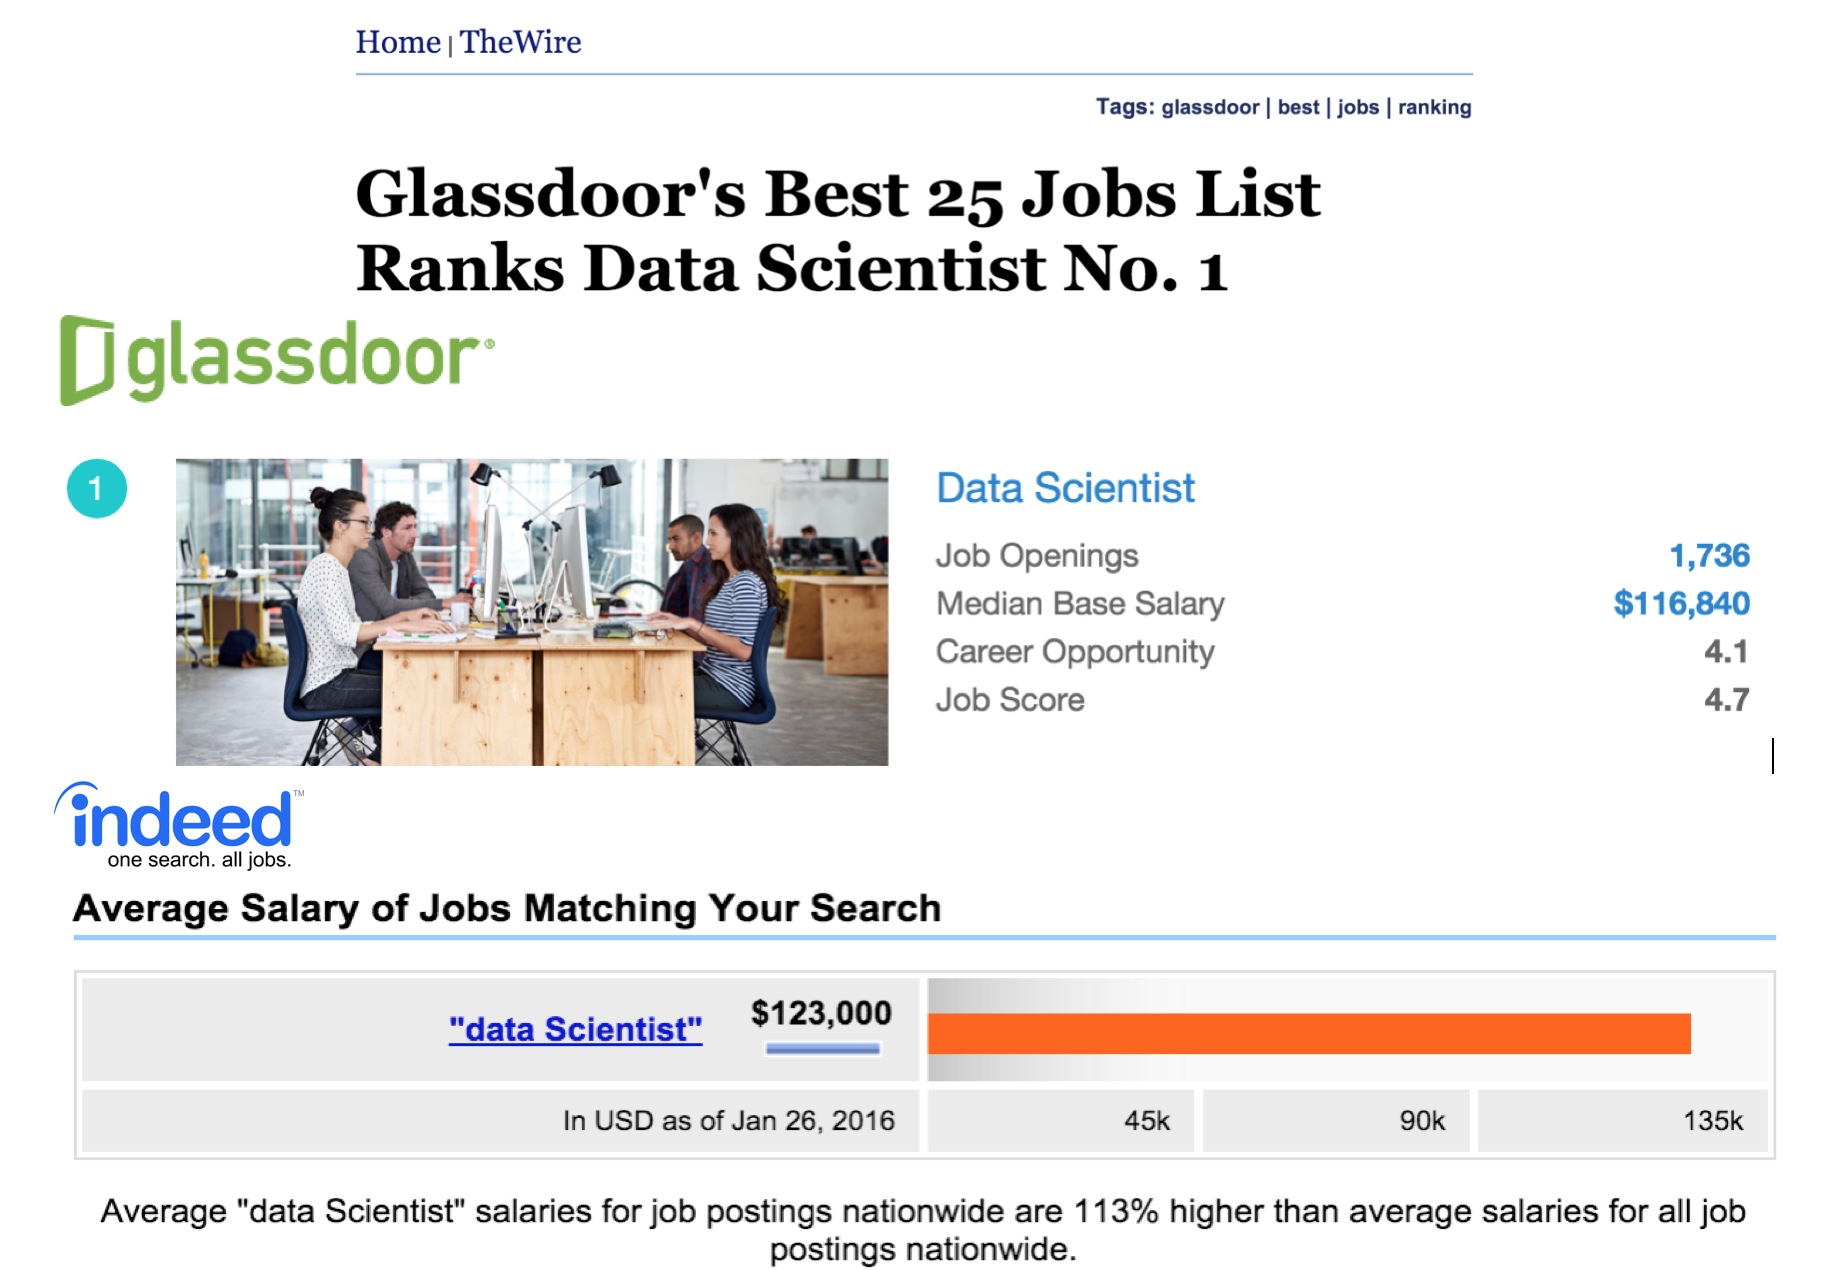 Home | TheWire
Tags: glassdoor | best | jobs | ranking
Glassdoor's Best 25 Jobs List
Ranks Data Scientist No. 1
glassdoor®
1
Data Scientist
Job Openings 1,736
Median Base Salary $116,840
Career Opportunity 4.1
Job Score 4.7
indeed™
one search. all jobs.
Average Salary of Jobs Matching Your Search
"data Scientist" $123,000
In USD as of Jan 26, 2016 45k 90k 135k
Average "data Scientist" salaries for job postings nationwide are 113% higher than average salaries for all job
postings nationwide.